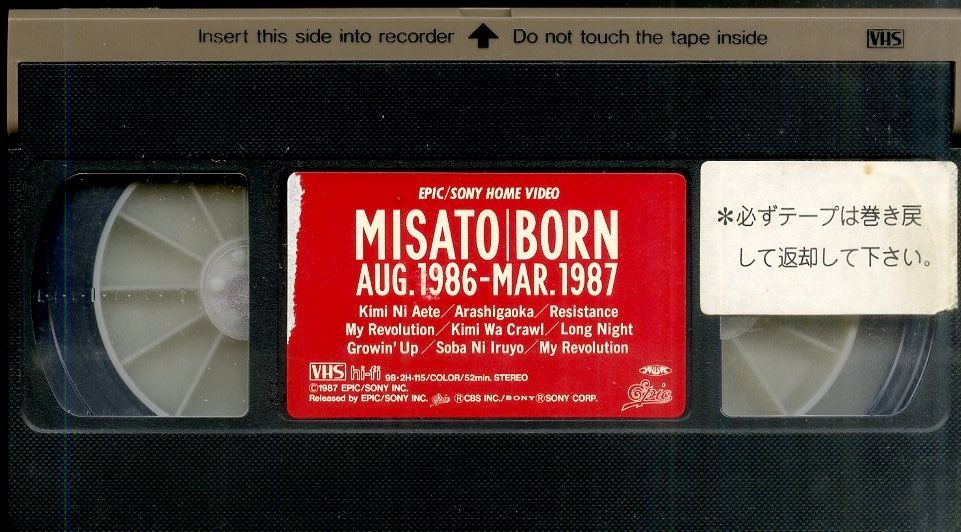 Insert this side into recorder Do not touch the tape inside VHS
EPIC/SONY HOME VIDEO
MISATO|BORN
AUG.1986-MAR.1987
Kimi Ni Aete/Arashigaoka/Resistance
My Revolution/Kimi Wa Crawl/Long Night
Growin' Up/Soba Ni Iruyo/My Revolution
VHS hi-fi 98·2H-115/COLOR/52min. STEREO
©1987 EPIC/SONY INC.
Released by EPIC/SONY INC. Epic ®CBS INC./SONY®SONY CORP.
Epic
*必ずテープは巻き戻
して返却して下さい。